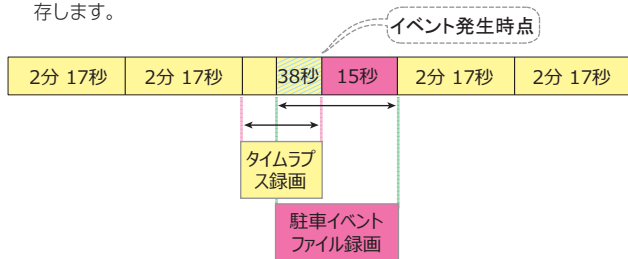 存します。
イベント発生時点
2分 17秒 2分 17秒 38秒 15秒 2分 17秒 2分 17秒
タイムラプ
ス録画
駐車イベント
ファイル録画